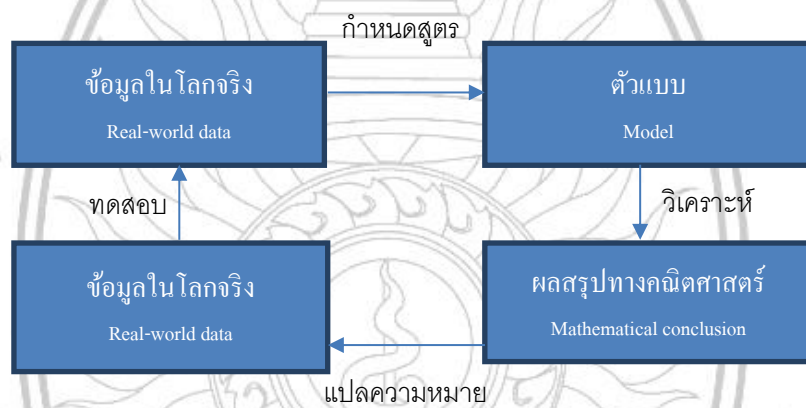 กำหนดสูตร
ข้อมูลในโลกจริง
Real-world data
ตัวแบบ
Model
ทดสอบ
วิเคราะห์
ข้อมูลในโลกจริง
Real-world data
ผลสรุปทางคณิตศาสตร์
Mathematical conclusion
แปลความหมาย